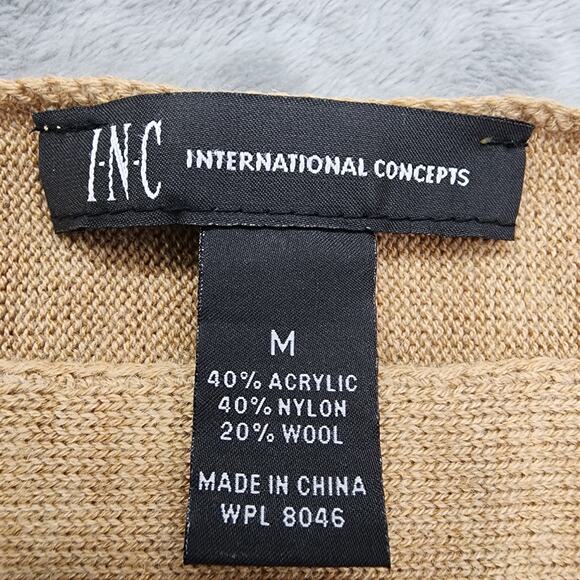 I·N·C INTERNATIONAL CONCEPTS
M
40% ACRYLIC
40% NYLON
20% WOOL
MADE IN CHINA
WPL 8046